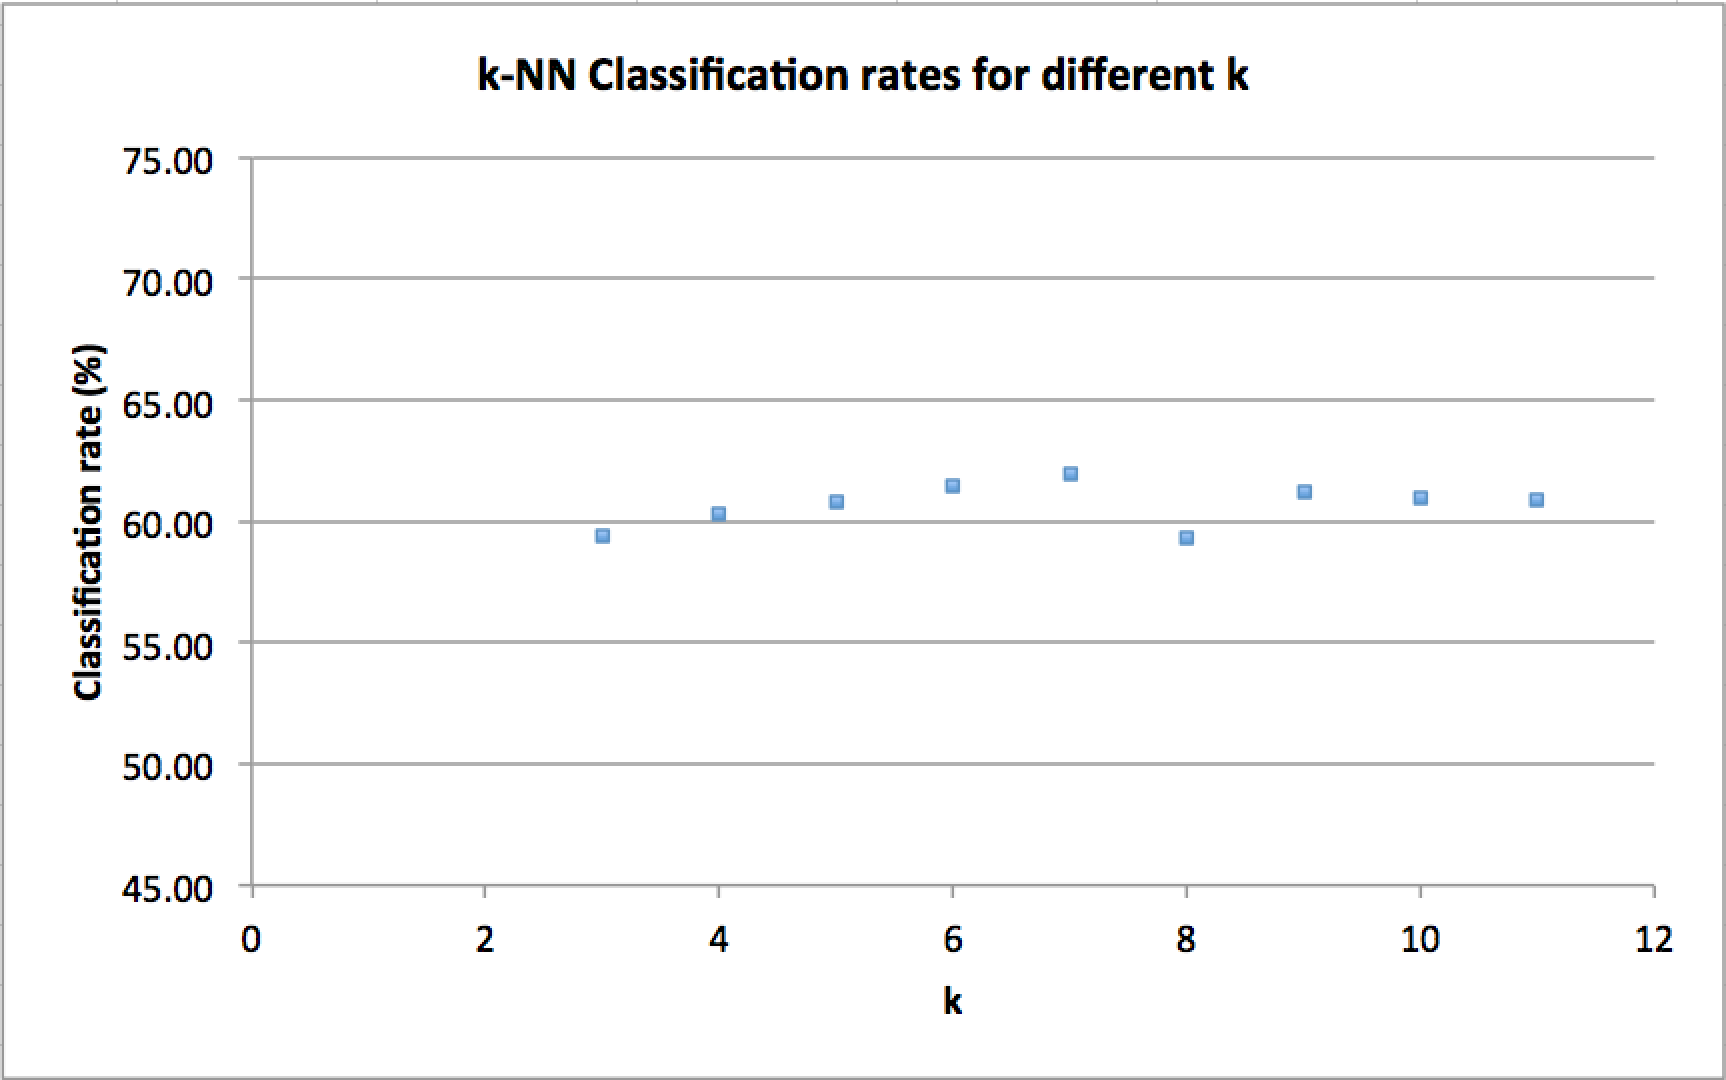 k-NN Classification rates for different k
75.00
70.00
65.00
60.00
55.00
50.00
45.00
Classification rate (%)
0 2 4 6 8 10 12
k